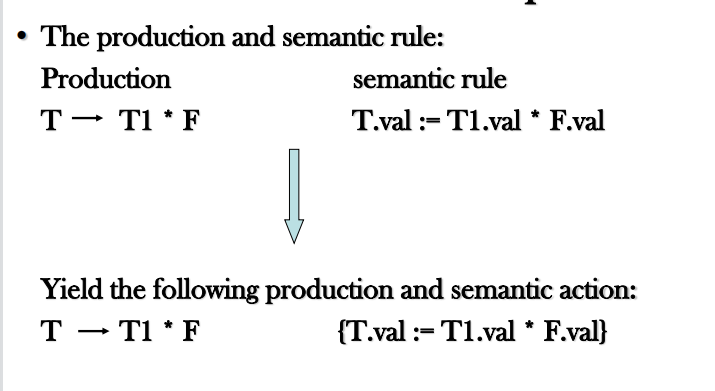 • The production and semantic rule:
Production semantic rule
T → T1 * F T.val := T1.val * F.val
Yield the following production and semantic action:
T → T1 * F {T.val := T1.val * F.val}